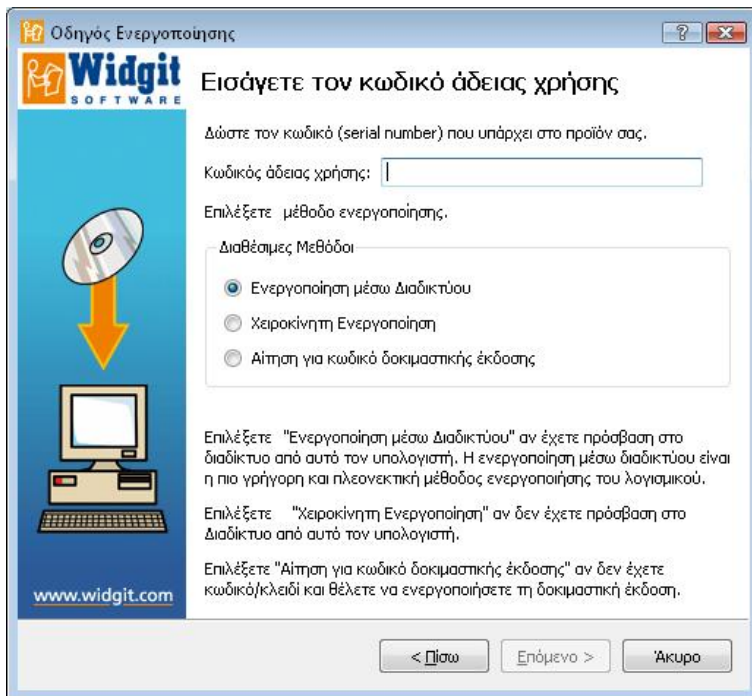 Οδηγός Ενεργοποίησης
Widgit
SOFTWARE
Εισάγετε τον κωδικό άδειας χρήσης
Δώστε τον κωδικό (serial number) που υπάρχει στο προϊόν σας.
Κωδικός άδειας χρήσης:
Επιλέξετε μέθοδο ενεργοποίησης.
Διαθέσιμες Μεθόδοι
Ενεργοποίηση μέσω Διαδικτύου
Χειροκίνητη Ενεργοποίηση
Αίτηση για κωδικό δοκιμαστικής έκδοσης
Επιλέξετε "Ενεργοποίηση μέσω Διαδικτύου" αν έχετε πρόσβαση στο
διαδίκτυο από αυτό τον υπολογιστή. Η ενεργοποίηση μέσω διαδικτύου είναι
η πιο γρήγορη και πλεονεκτική μέθοδος ενεργοποιήσης του λογισμικού.
Επιλέξετε "Χειροκίνητη Ενεργοποίηση" αν δεν έχετε πρόσβαση στο
Διαδίκτυο από αυτό τον υπολογιστή.
Επιλέξετε "Αίτηση για κωδικό δοκιμαστικής έκδοσης" αν δεν έχετε
κωδικό/κλειδί και θέλετε να ενεργοποιήσετε τη δοκιμαστική έκδοση.
www.widgit.com
< Πίσω
Επόμενο >
Άκυρο